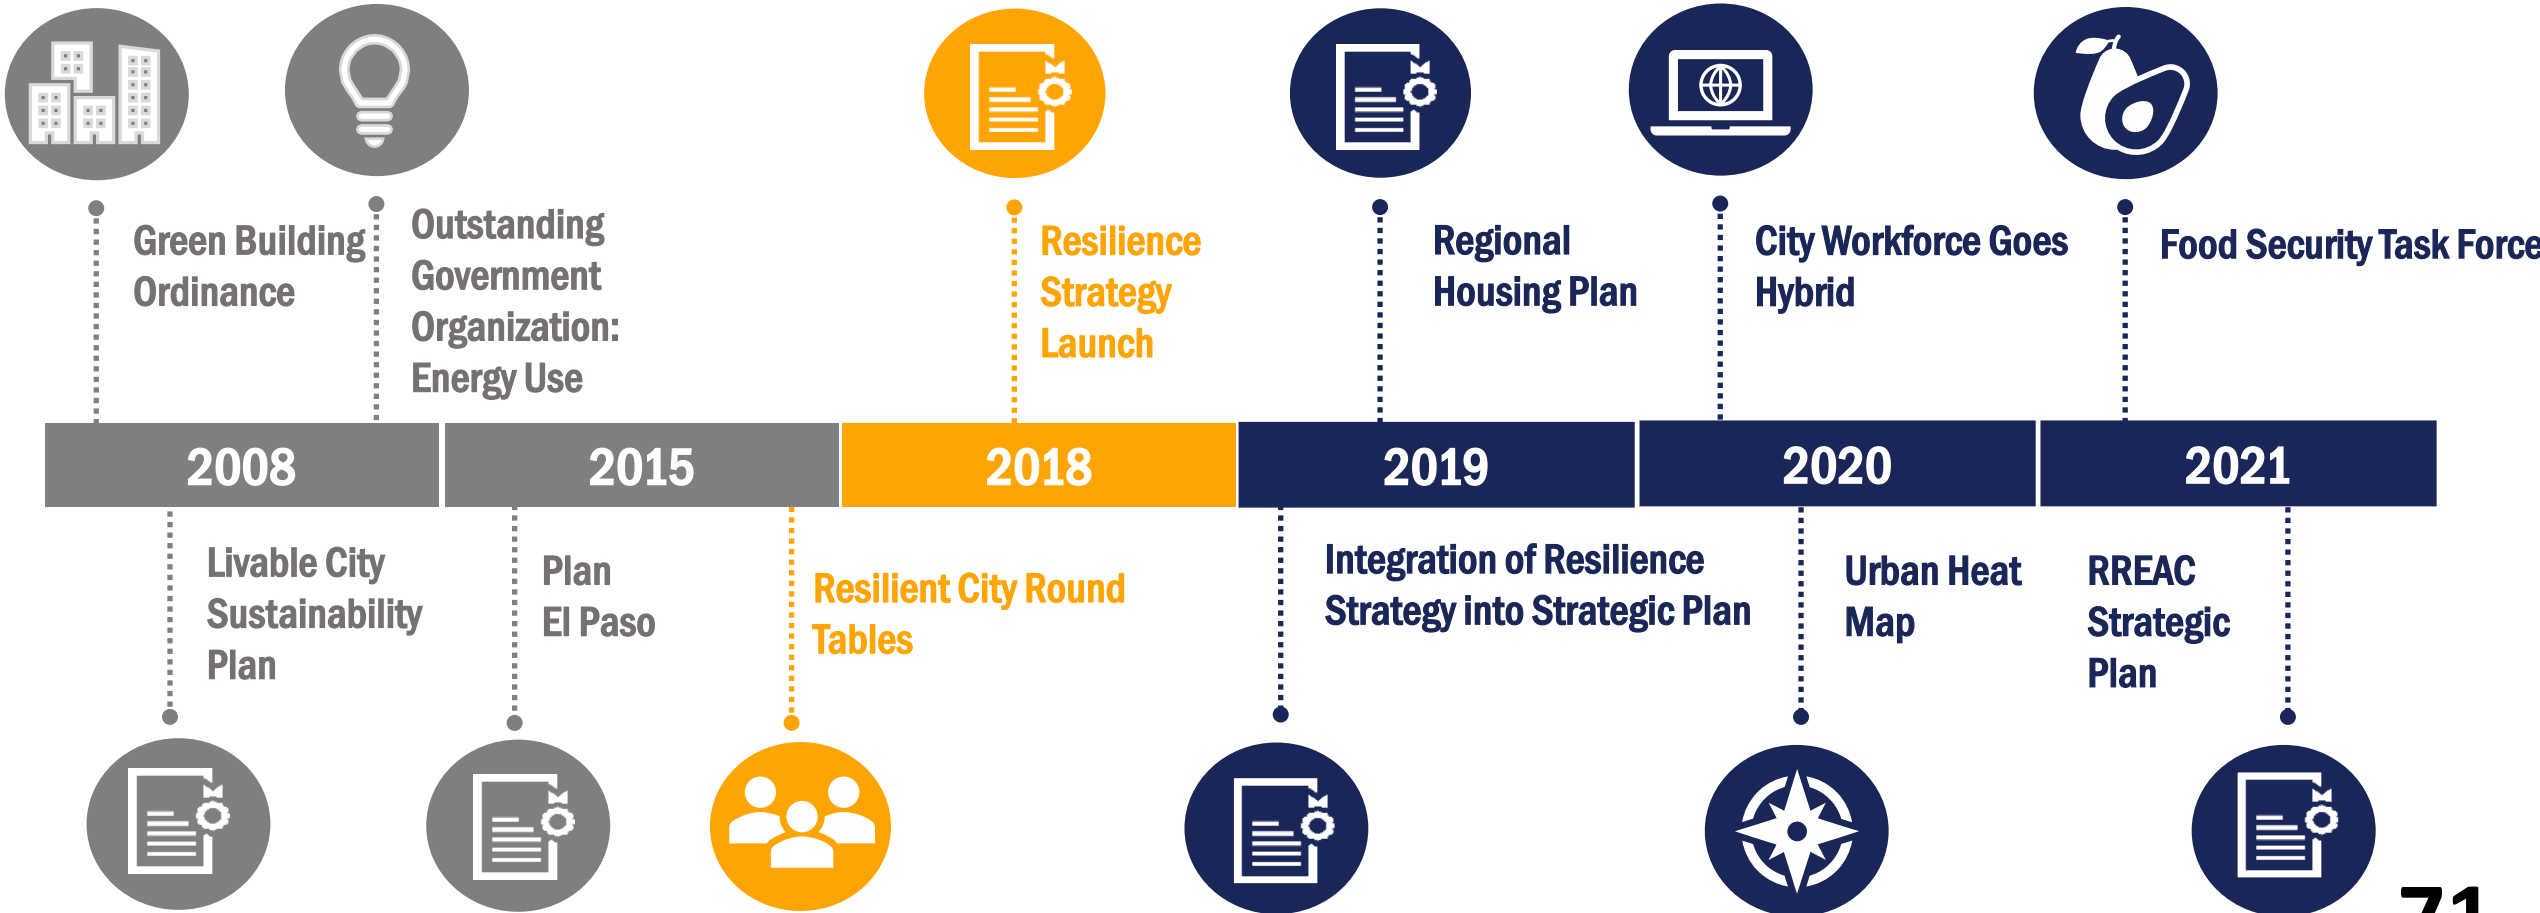 Green Building
Ordinance
Outstanding
Government
Organization:
Energy Use
Resilience
Strategy
Launch
Regional
Housing Plan
City Workforce Goes
Hybrid
Food Security Task Force
2008
2015
2018
2019
2020
2021
Livable City
Sustainability
Plan
Plan
El Paso
Resilient City Round
Tables
Integration of Resilience
Strategy into Strategic Plan
Urban Heat
Map
RREAC
Strategic
Plan
71